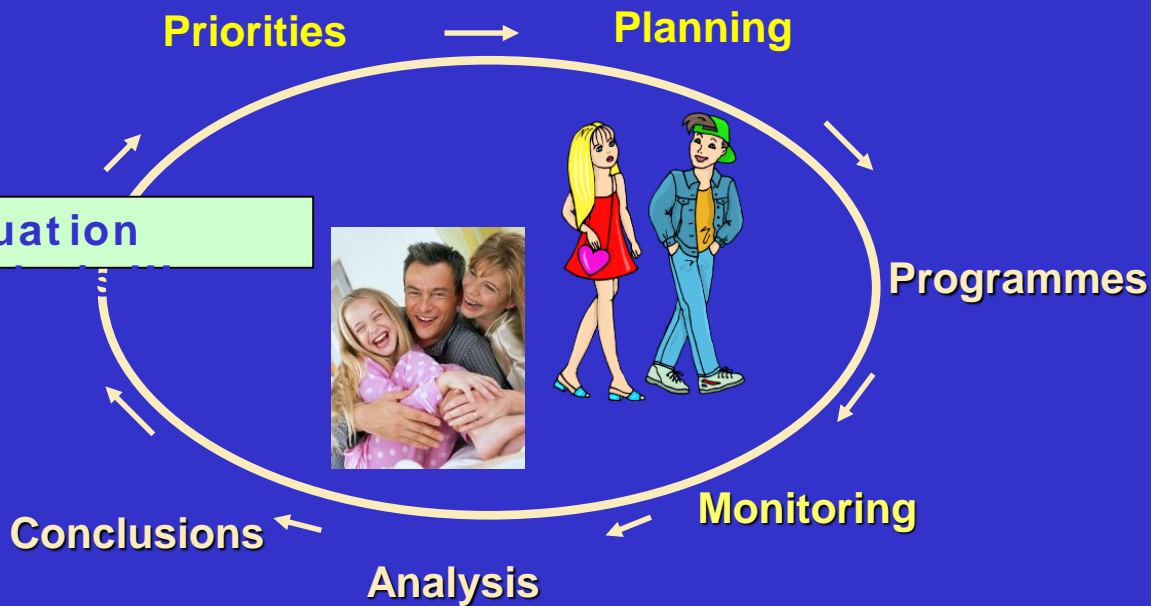 Priorities
Planning
uation
Programmes
Monitoring
Analysis
Conclusions